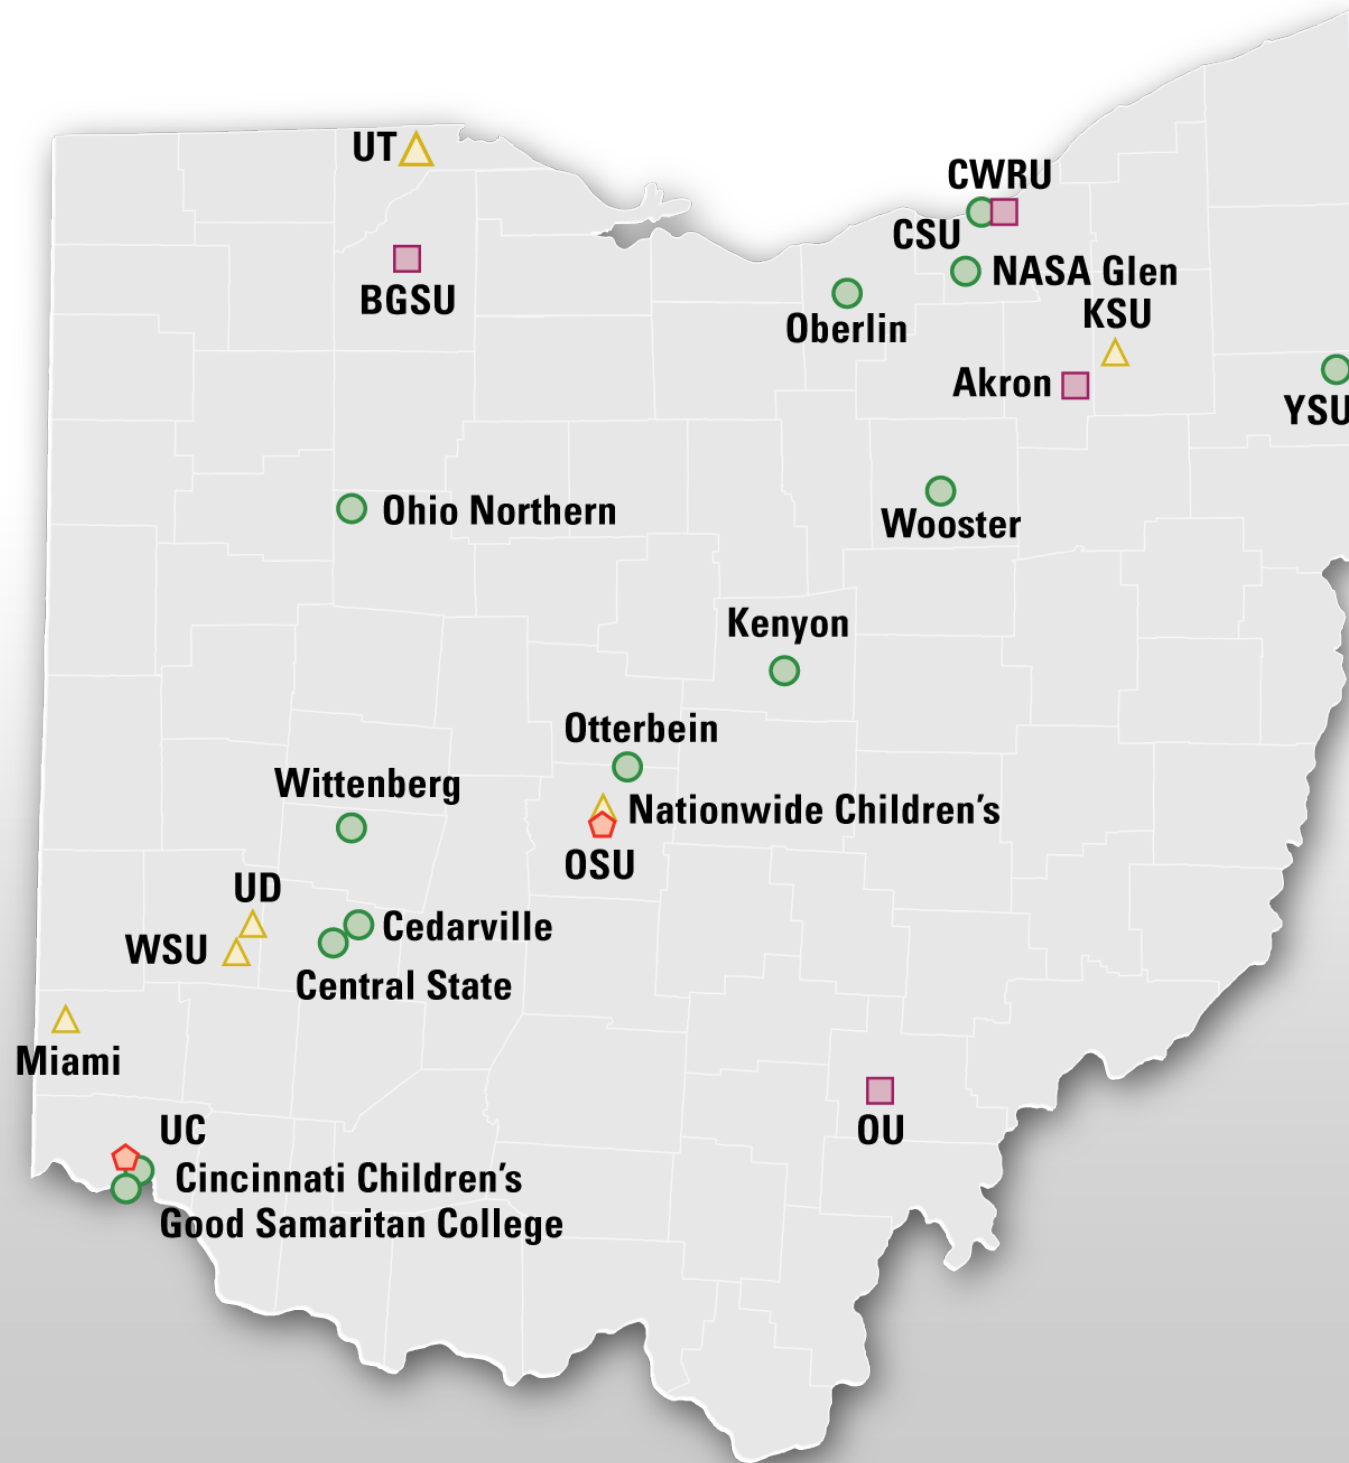 UT
CWRU
CSU
NASA Glen
BGSU
KSU
Oberlin
Akron
YSU
Ohio Northern
Wooster
Kenyon
Otterbein
Wittenberg
Nationwide Children's
OSU
UD
Cedarville
WSU
Central State
Miami
UC
OU
Cincinnati Children's
Good Samaritan College